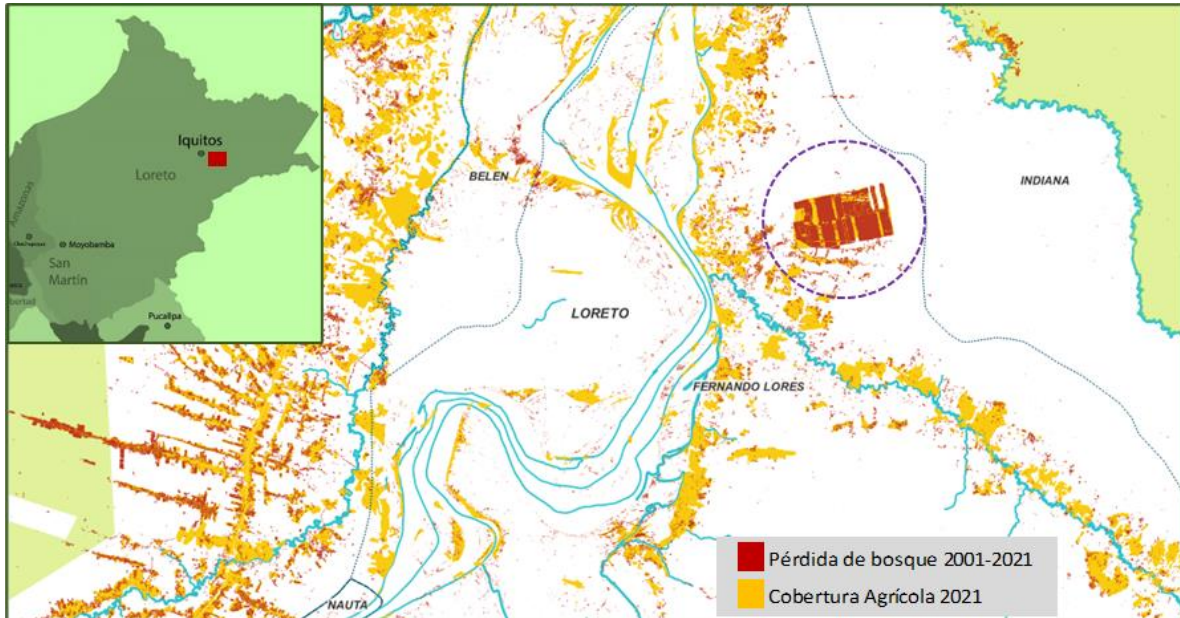 Iquitos
Loreto
Amazonas
Moyobamba
San
Martín
Pucallpa
BELEN
INDIANA
LORETO
FERNANDO LORES
NAUTA
Pérdida de bosque 2001-2021
Cobertura Agrícola 2021